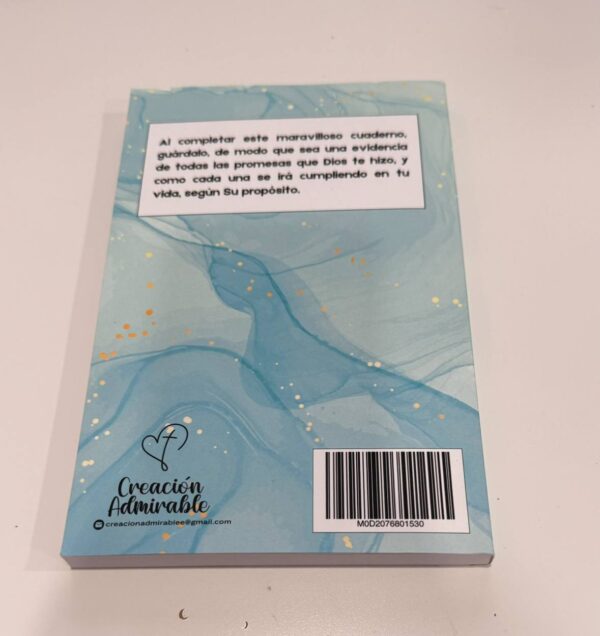 Al completar este maravilloso cuaderno,
guárdalo, de modo que sea una evidencia
de todas las promesas que Dios te hizo, y
como cada una se irá cumpliendo en tu
vida, según Su propósito.
Creación
Admirable
creacionadmirablee@gmail.com
M0D2076801530